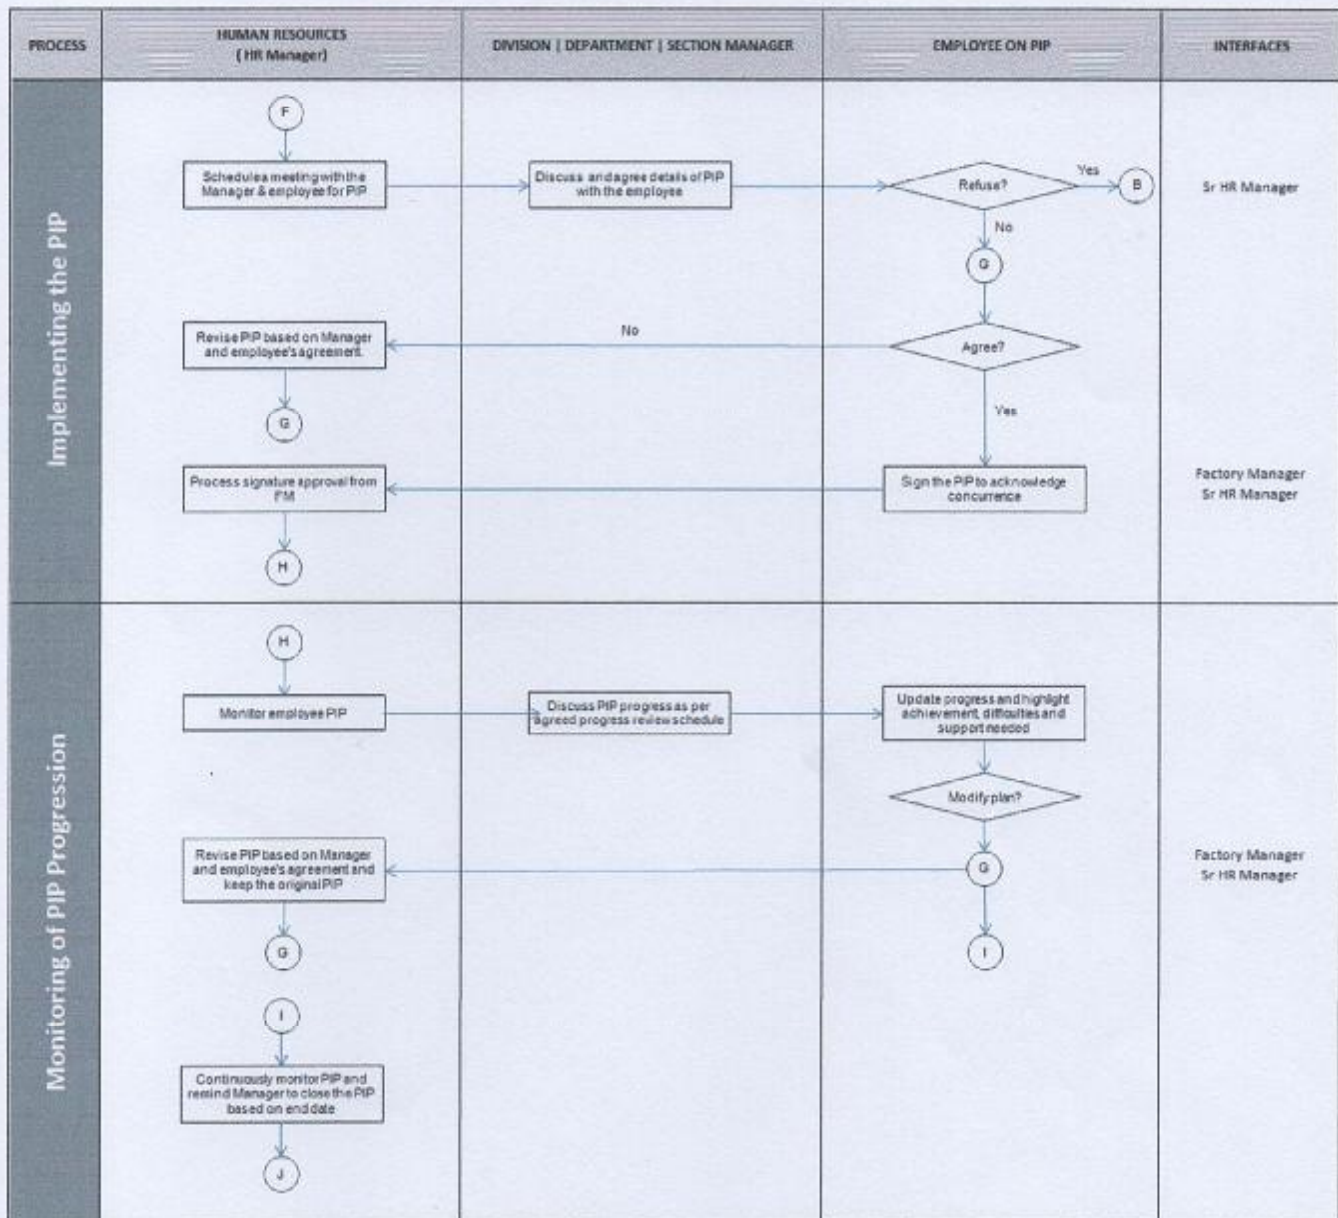 PROCESS
HUMAN RESOURCES
( HR Manager)
DIVISION | DEPARTMENT | SECTION MANAGER
EMPLOYEE ON PIP
INTERFACES
Implementing the PIP
F
Schedule a meeting with the
Manager & employee for PIP
Discuss and agree details of PIP
with the employee
Refuse?
Yes
B
Sr HR Manager
No
G
Revise PIP based on Manager
and employee's agreement.
No
Agree?
G
Yes
Process signature approval from
FM
Sign the PIP to acknowledge
concurrence
Factory Manager
Sr HR Manager
H
Monitoring of PIP Progression
H
Monitor employee PIP
Discuss PIP progress as per
agreed progress review schedule
Update progress and highlight
achievement, difficulties and
support needed
Modify plan?
Revise PIP based on Manager
and employee's agreement and
keep the original PIP
G
Factory Manager
Sr HR Manager
G
I
I
Continuously monitor PIP and
remind Manager to close the PIP
based on end date
J